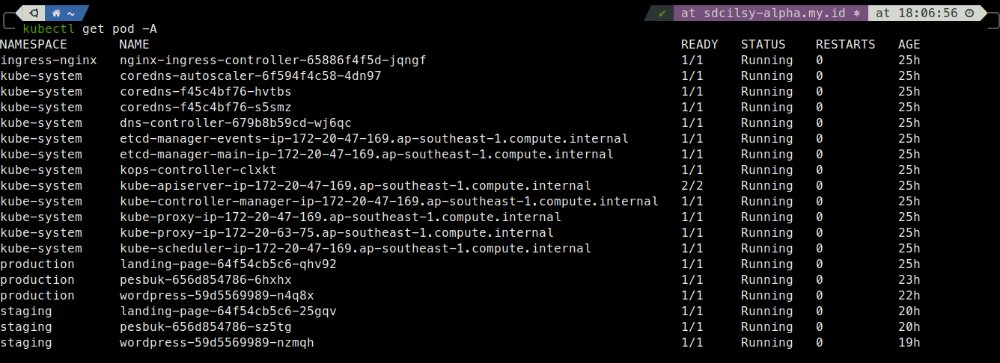 ~ ✔ at sdcilsy-alpha.my.id ⎈ at 18:06:56
kubectl get pod -A
NAMESPACE NAME READY STATUS RESTARTS AGE
ingress-nginx nginx-ingress-controller-65886f4f5d-jqngf 1/1 Running 0 25h
kube-system coredns-autoscaler-6f594f4c58-4dn97 1/1 Running 0 25h
kube-system coredns-f45c4bf76-hvtbs 1/1 Running 0 25h
kube-system coredns-f45c4bf76-s5smz 1/1 Running 0 25h
kube-system dns-controller-679b8b59cd-wj6qc 1/1 Running 0 25h
kube-system etcd-manager-events-ip-172-20-47-169.ap-southeast-1.compute.internal 1/1 Running 0 25h
kube-system etcd-manager-main-ip-172-20-47-169.ap-southeast-1.compute.internal 1/1 Running 0 25h
kube-system kops-controller-clxkt 1/1 Running 0 25h
kube-system kube-apiserver-ip-172-20-47-169.ap-southeast-1.compute.internal 2/2 Running 0 25h
kube-system kube-controller-manager-ip-172-20-47-169.ap-southeast-1.compute.internal 1/1 Running 0 25h
kube-system kube-proxy-ip-172-20-47-169.ap-southeast-1.compute.internal 1/1 Running 0 25h
kube-system kube-proxy-ip-172-20-63-75.ap-southeast-1.compute.internal 1/1 Running 0 25h
kube-system kube-scheduler-ip-172-20-47-169.ap-southeast-1.compute.internal 1/1 Running 0 25h
production landing-page-64f54cb5c6-qhv92 1/1 Running 0 25h
production pesbuk-656d854786-6hxhx 1/1 Running 0 23h
production wordpress-59d5569989-n4q8x 1/1 Running 0 22h
staging landing-page-64f54cb5c6-25gqv 1/1 Running 0 20h
staging pesbuk-656d854786-sz5tg 1/1 Running 0 20h
staging wordpress-59d5569989-nzmqh 1/1 Running 0 19h